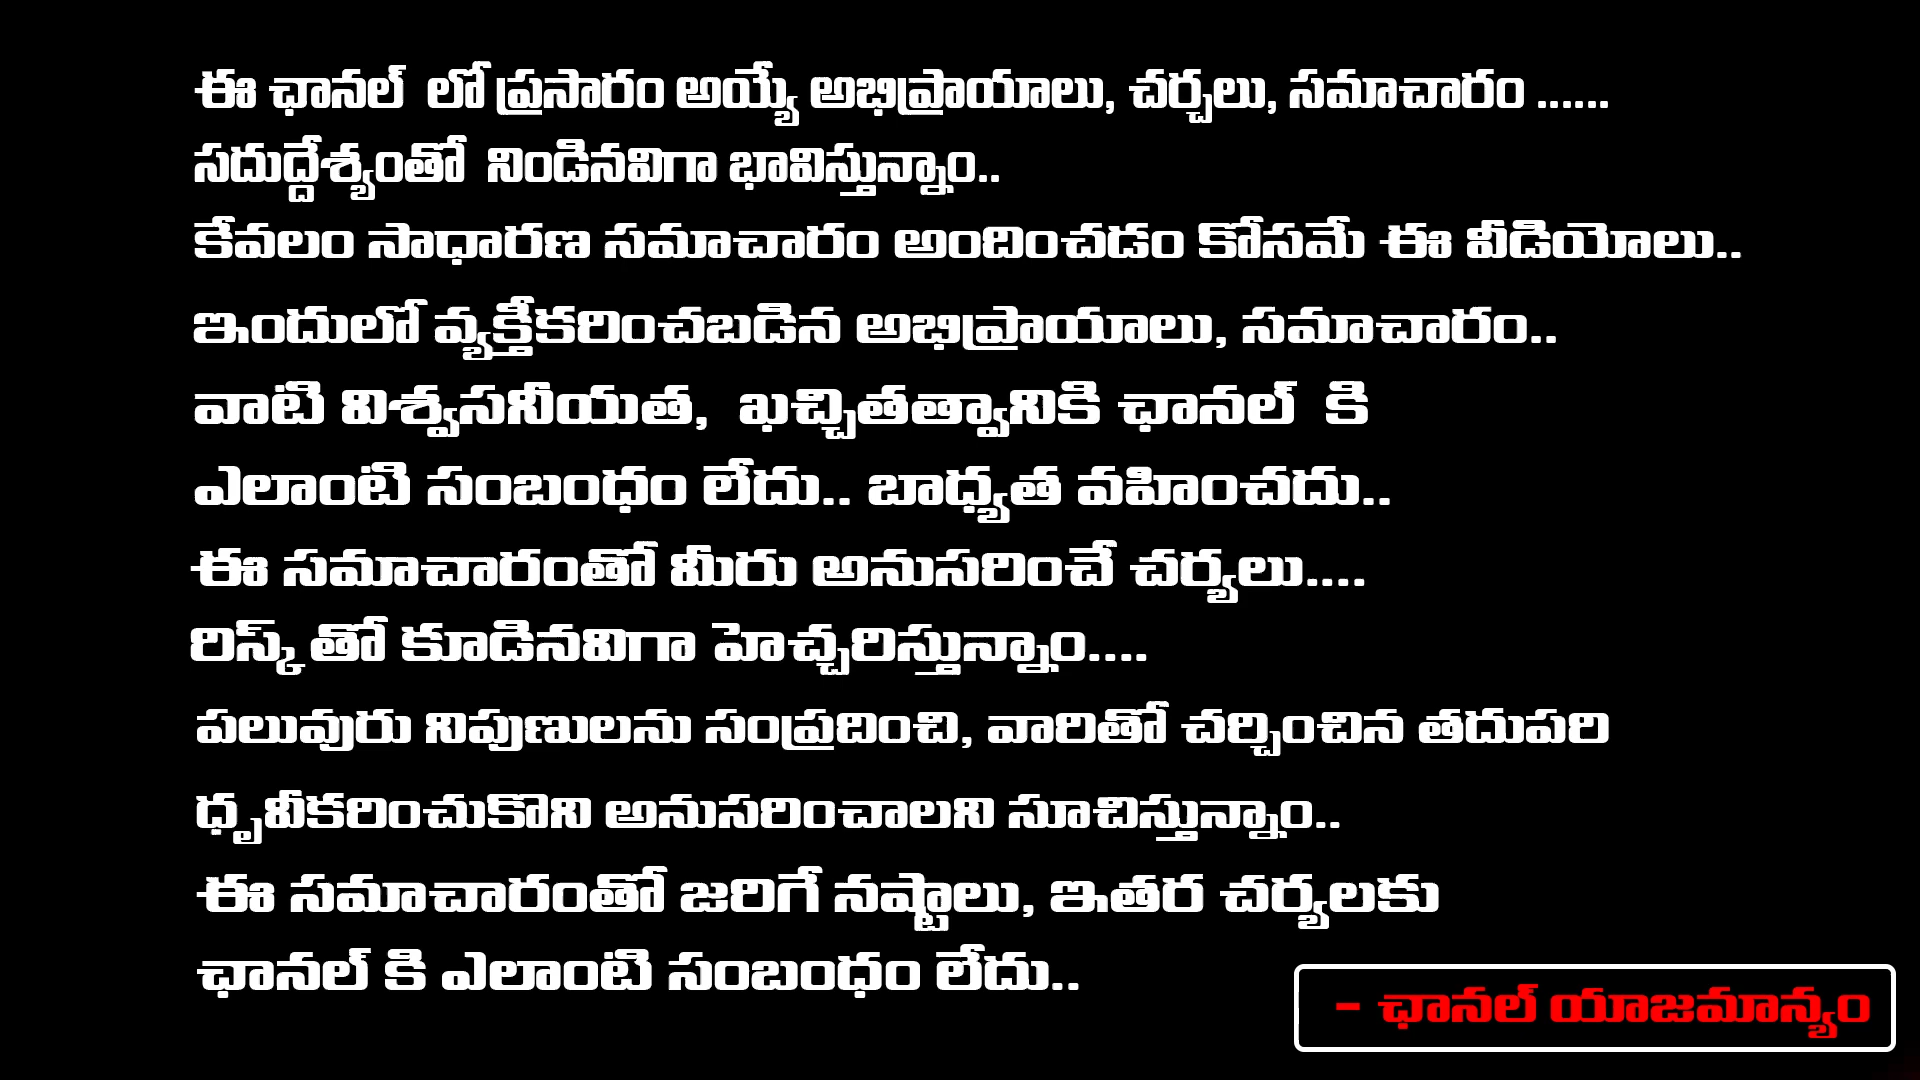 ఈ ఛానల్ లో ప్రసారం అయ్యే అభిప్రాయాలు, చర్చలు, సమాచారం ......
సదుద్దేశ్యంతో నిండినవిగా భావిస్తున్నాం..
కేవలం సాధారణ సమాచారం అందించడం కోసమే ఈ వీడియోలు..
ఇందులో వ్యక్తీకరించబడిన అభిప్రాయాలు, సమాచారం..
వాటి విశ్వసనీయత, ఖచ్చితత్వానికి ఛానల్ కి
ఎలాంటి సంబంధం లేదు.. బాధ్యత వహించదు..
ఈ సమాచారంతో మీరు అనుసరించే చర్యలు....
రిస్క్ తో కూడినవిగా హెచ్చరిస్తున్నాం....
పలువురు నిపుణులను సంప్రదించి, వారితో చర్చించిన తదుపరి
ధృవీకరించుకొని అనుసరించాలని సూచిస్తున్నాం..
ఈ సమాచారంతో జరిగే నష్టాలు, ఇతర చర్యలకు
ఛానల్ కి ఎలాంటి సంబంధం లేదు..
- ఛానల్ యాజమాన్యం